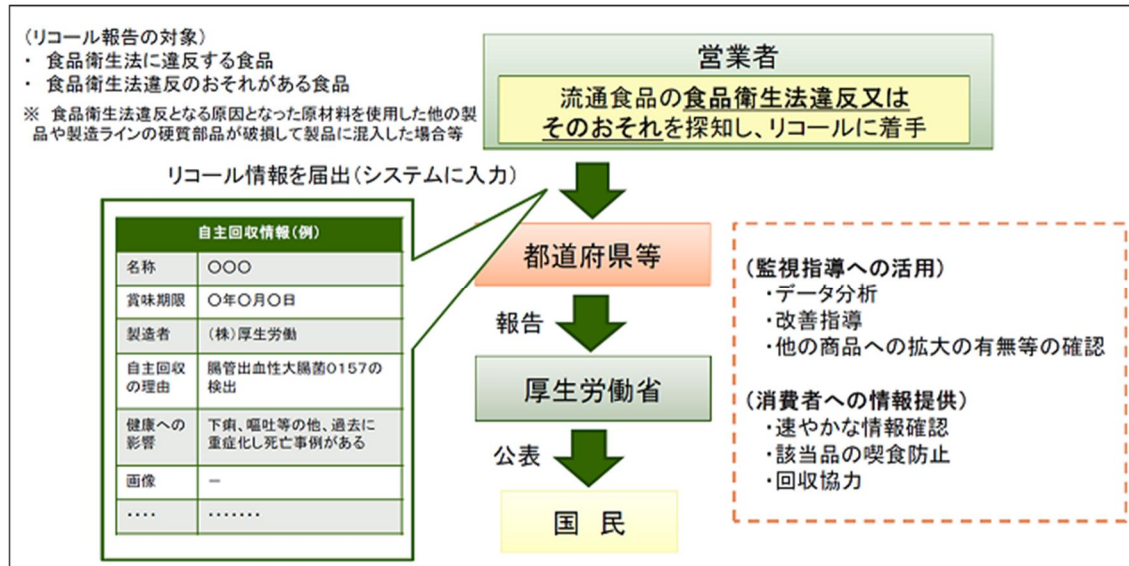 (リコール報告の対象)
・ 食品衛生法に違反する食品
・ 食品衛生法違反のおそれがある食品
※ 食品衛生法違反となる原因となった原材料を使用した他の製
品や製造ラインの硬質部品が破損して製品に混入した場合等
営業者
流通食品の食品衛生法違反又は
そのおそれを探知し、リコールに着手
リコール情報を届出(システムに入力)
自主回収情報(例)
名称 〇〇〇
賞味期限 〇年〇月〇日
製造者 (株)厚生労働
自主回収
の理由
腸管出血性大腸菌O157の
検出
健康への
影響
下痢、嘔吐等の他、過去に
重症化し死亡事例がある
画像 －
・・・・ ・・・・・・・
都道府県等
報告
厚生労働省
公表
国 民
(監視指導への活用)
・データ分析
・改善指導
・他の商品への拡大の有無等の確認
(消費者への情報提供)
・速やかな情報確認
・該当品の喫食防止
・回収協力